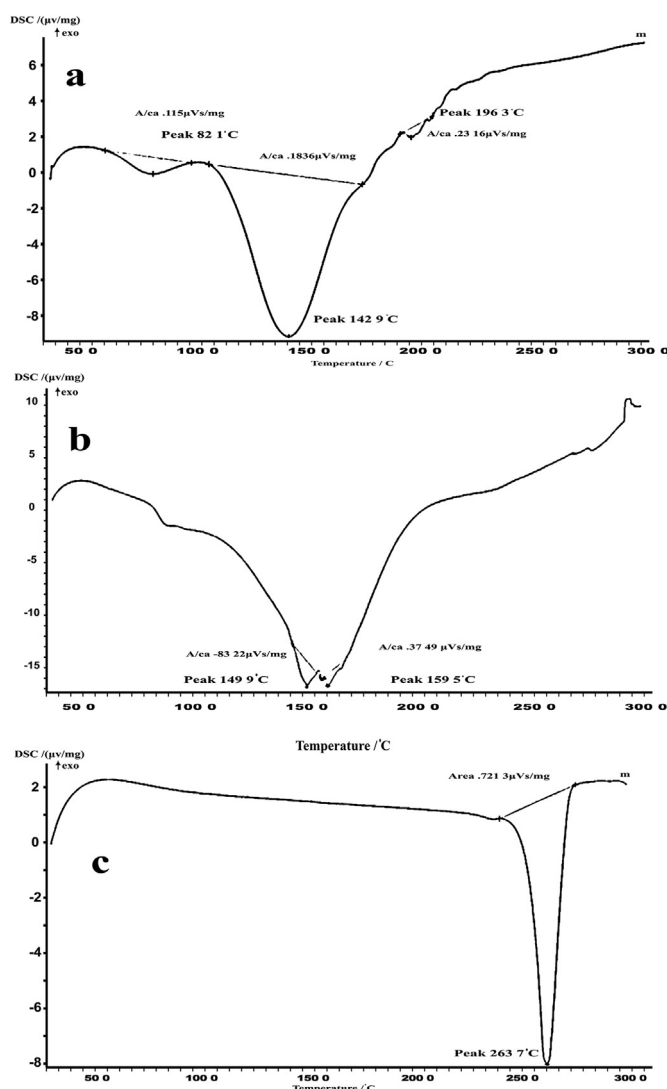 DSC /(μv/mg)
↑exo
m
a
6
4
2
0
-2
-4
-6
-8
A/ca .115μVs/mg
Peak 82 1°C
A/ca .1836μVs/mg
Peak 196 3°C
A/ca .23 16μVs/mg
Peak 142 9°C
50 0 100 0 150 0 200 0 250 0 300 0
Temperature / C
DSC /(μv/mg)
↑exo
b
10
5
0
-5
-10
-15
A/ca -83 22μVs/mg
Peak 149 9°C
A/ca .37 49 μVs/mg
Peak 159 5°C
50 0 100 0 150 0 200 0 250 0 300 0
Temperature /°C
DSC /(μv/mg)
↑exo
m
c
2
0
-2
-4
-6
-8
Area .721 3μVs/mg
Peak 263 7°C
50 0 100 0 150 0 200 0 250 0 300 0
Temperature /°C